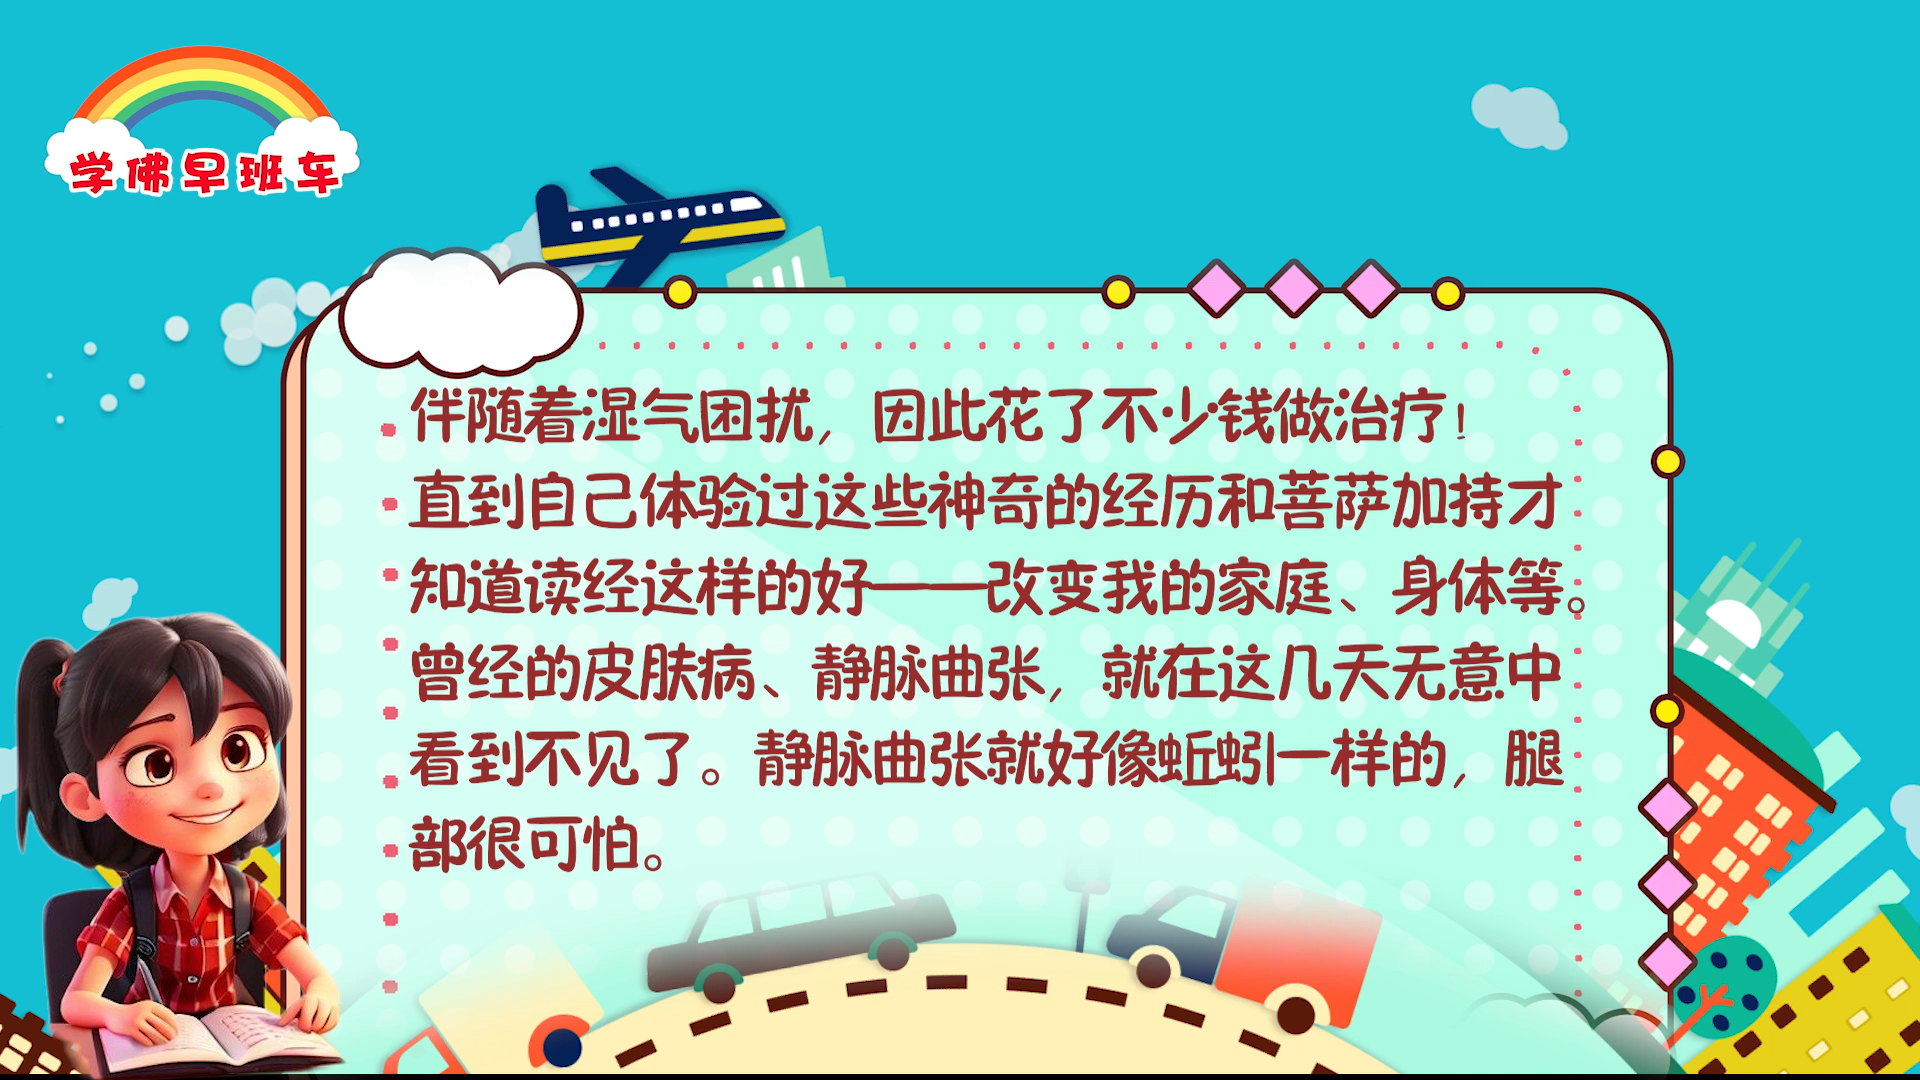 学佛早班车
伴随着湿气困扰，因此花了不少钱做治疗！
直到自己体验过这些神奇的经历和菩萨加持才
知道读经这样的好——改变我的家庭、身体等。
曾经的皮肤病、静脉曲张，就在这几天无意中
看到不见了。静脉曲张就好像蚯蚓一样的，腿
部很可怕。